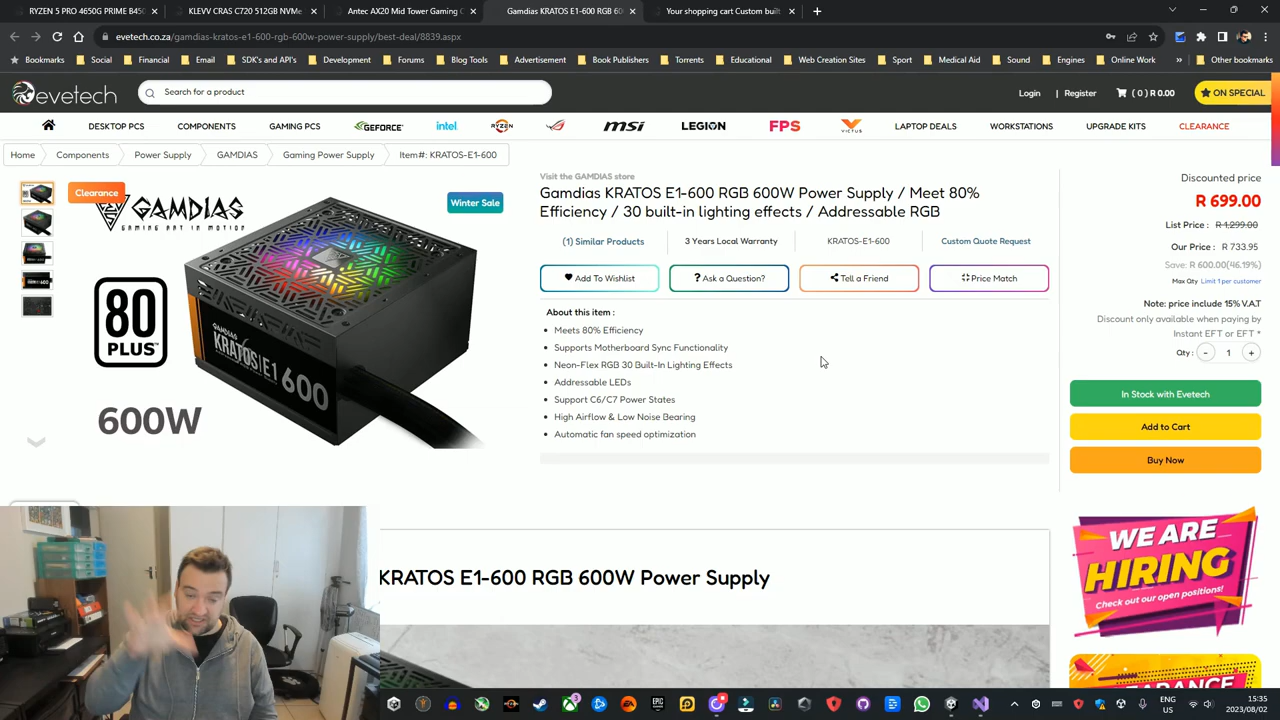 RYZEN 5 PRO 4650G PRIME B45
KLEVV CRAS C720 512GB NVMe
Antec AX20 Mid Tower Gaming C
Gamdias KRATOS E1-600 RGB 60
Your shopping cart Custom built
evetech.co.za/gamdias-kratos-e1-600-rgb-600w-power-supply/best-deal/8839.aspx
Bookmarks Social Financial Email SDK's and API's Development Forums Blog Tools Advertisement Book Publishers Torrents Educational Web Creation Sites Sport Medical Aid Sound Engines Online Work » Other bookmarks
evetech Search for a product Login | Register ( 0 ) R 0.00 ON SPECIAL
DESKTOP PCS COMPONENTS GAMING PCS GEFORCE intel RYZEN msi LEGION FPS VICTUS LAPTOP DEALS WORKSTATIONS UPGRADE KITS CLEARANCE
Home Components Power Supply GAMDIAS Gaming Power Supply Item#: KRATOS-E1-600
Clearance
GAMDIAS
GAMING ART IN MOTION
Winter Sale
80
PLUS
600W
KRATOS E1 600
Visit the GAMDIAS store
Gamdias KRATOS E1-600 RGB 600W Power Supply / Meet 80%
Efficiency / 30 built-in lighting effects / Addressable RGB
(1) Similar Products 3 Years Local Warranty KRATOS-E1-600 Custom Quote Request
Add To Wishlist ? Ask a Question? Tell a Friend Price Match
About this item :
• Meets 80% Efficiency
• Supports Motherboard Sync Functionality
• Neon-Flex RGB 30 Built-In Lighting Effects
• Addressable LEDs
• Support C6/C7 Power States
• High Airflow & Low Noise Bearing
• Automatic fan speed optimization
Discounted price
R 699.00
List Price : R 1,299.00
Our Price : R 733.95
Save: R 600.00(46.19%)
Max Qty Limit 1 per customer
Note: price include 15% V.A.T
Discount only available when paying by
Instant EFT or EFT *
Qty : - 1 +
In Stock with Evetech
Add to Cart
Buy Now
WE ARE
HIRING
Check out our open positions!
KRATOS E1-600 RGB 600W Power Supply
EPIC
ENG
US
15:35
2023/08/02